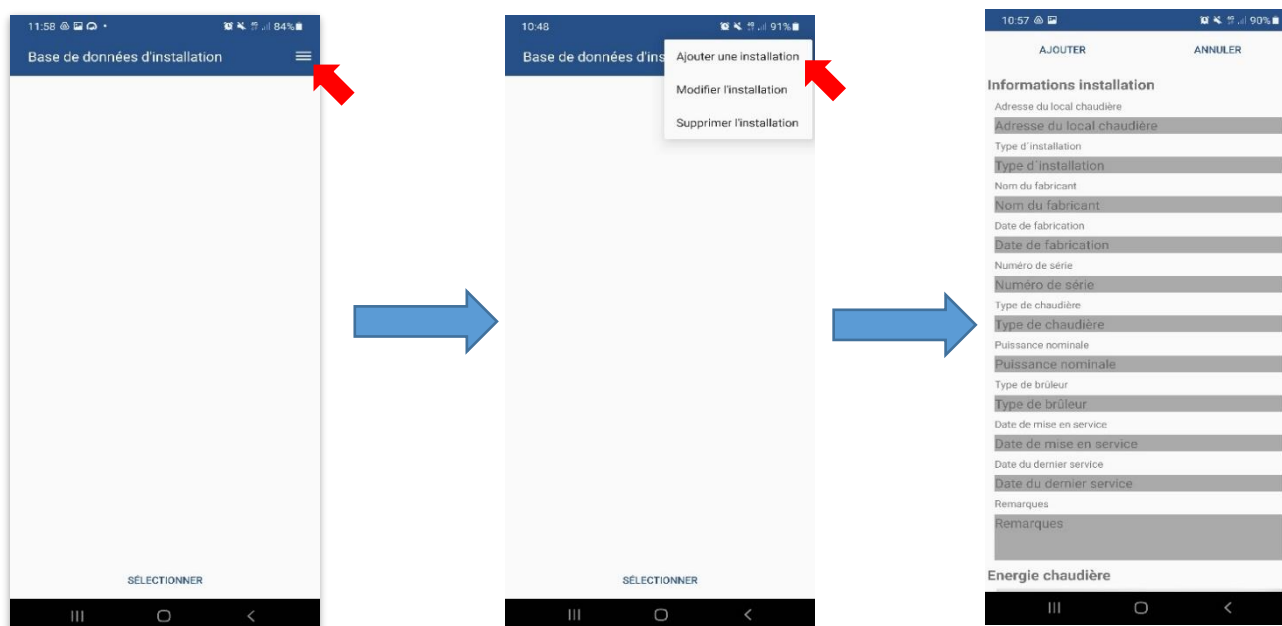 11:58 84%
Base de données d'installation
SÉLECTIONNER
10:48 91%
Base de données d'ins
Ajouter une installation
Modifier l'installation
Supprimer l'installation
SÉLECTIONNER
10:57 90%
AJOUTER ANNULER
Informations installation
Adresse du local chaudière
Adresse du local chaudière
Type d´installation
Type d´installation
Nom du fabricant
Nom du fabricant
Date de fabrication
Date de fabrication
Numéro de série
Numéro de série
Type de chaudière
Type de chaudière
Puissance nominale
Puissance nominale
Type de brûleur
Type de brûleur
Date de mise en service
Date de mise en service
Date du dernier service
Date du dernier service
Remarques
Remarques
Energie chaudière